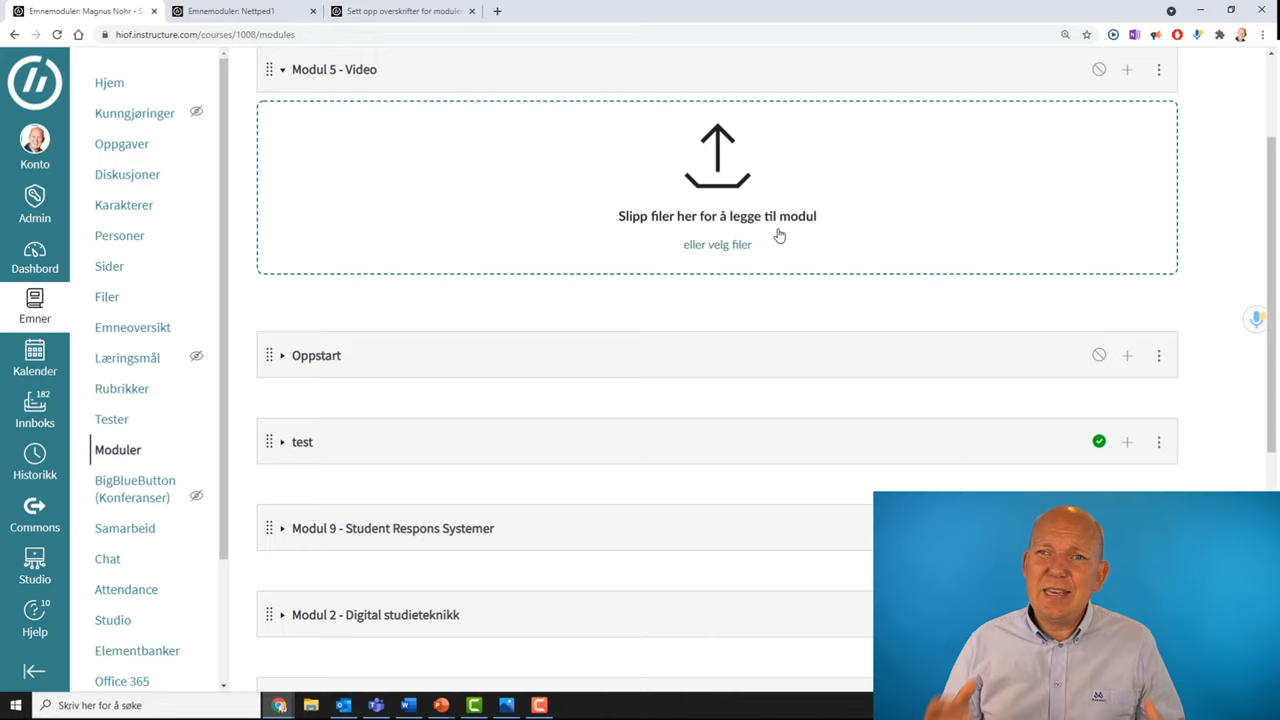 Emnemoduler: Magnus Nohr - Sa
Emnemoduler: Nettped1
Sett opp overskrifter for moduler
hiof.instructure.com/courses/1008/modules
Konto
Admin
Dashbord
Emner
Kalender
182
Innboks
Historikk
Commons
Studio
10
Hjelp
Hjem
Kunngjøringer
Oppgaver
Diskusjoner
Karakterer
Personer
Sider
Filer
Emneoversikt
Læringsmål
Rubrikker
Tester
Moduler
BigBlueButton
(Konferanser)
Samarbeid
Chat
Attendance
Studio
Elementbanker
Office 365
Modul 5 - Video
Slipp filer her for å legge til modul
eller velg filer
Oppstart
test
Modul 9 - Student Respons Systemer
Modul 2 - Digital studieteknikk
Skriv her for å søke